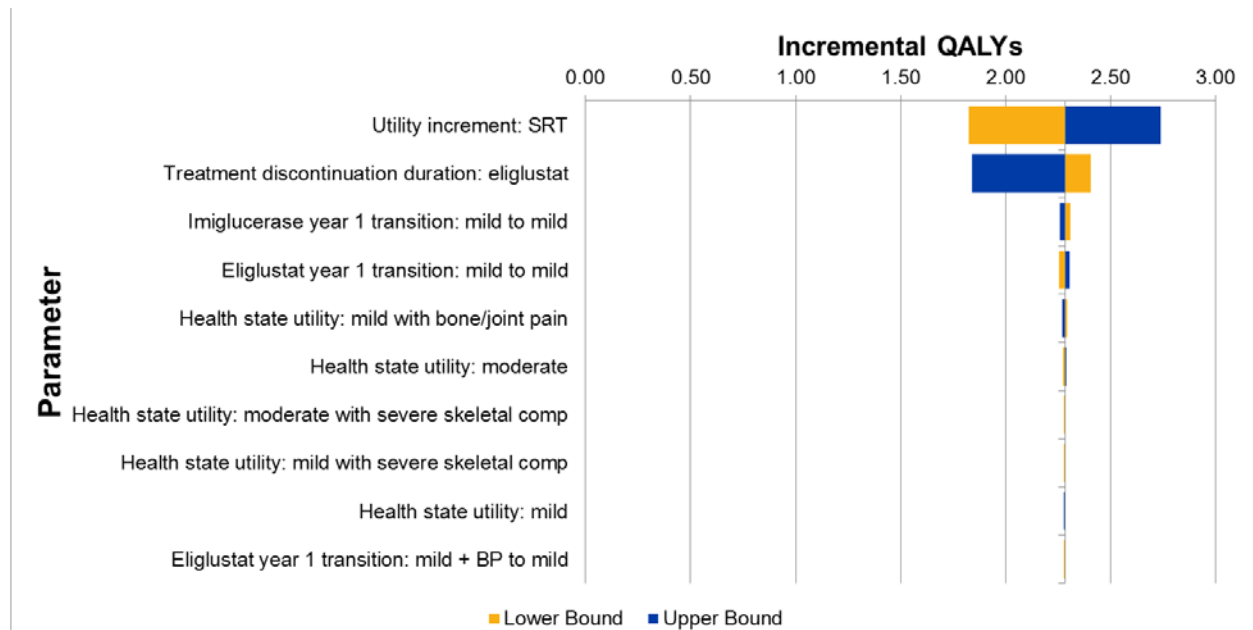 Incremental QALYs
0.00 0.50 1.00 1.50 2.00 2.50 3.00
Parameter
Utility increment: SRT
Treatment discontinuation duration: eliglustat
Imiglucerase year 1 transition: mild to mild
Eliglustat year 1 transition: mild to mild
Health state utility: mild with bone/joint pain
Health state utility: moderate
Health state utility: moderate with severe skeletal comp
Health state utility: mild with severe skeletal comp
Health state utility: mild
Eliglustat year 1 transition: mild + BP to mild
Lower Bound Upper Bound